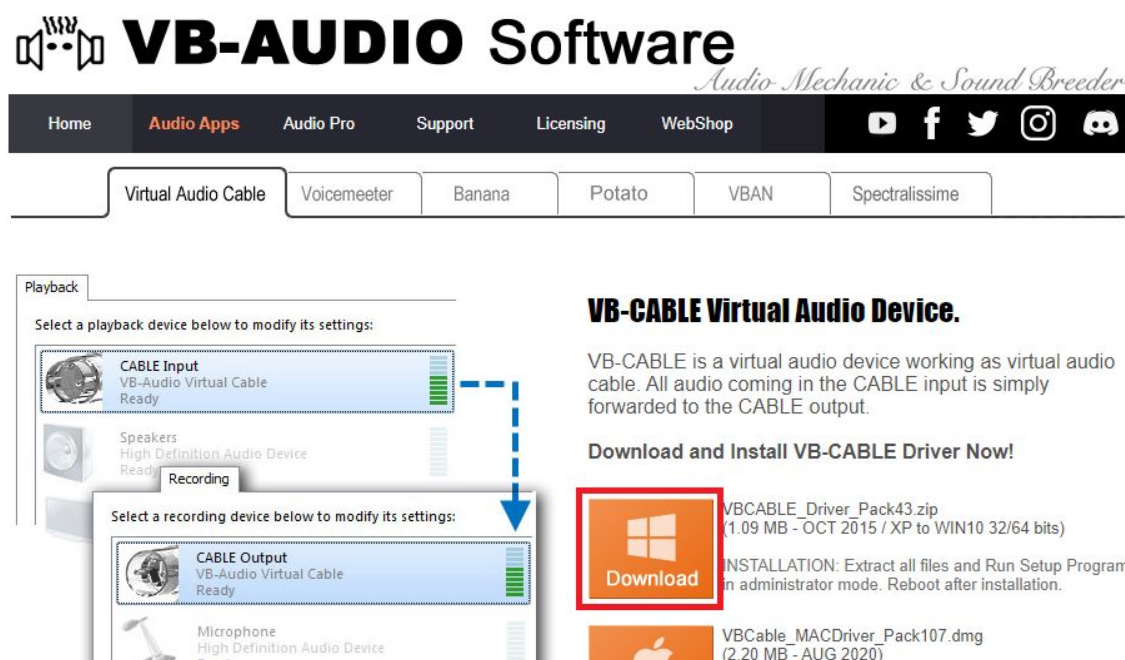 VB-AUDIO Software
Audio Mechanic & Sound Breeder
Home Audio Apps Audio Pro Support Licensing WebShop
Virtual Audio Cable Voicemeeter Banana Potato VBAN Spectralissime
Playback
Select a playback device below to modify its settings:
CABLE Input
VB-Audio Virtual Cable
Ready
Speakers
High Definition Audio Device
Ready
Recording
Select a recording device below to modify its settings:
CABLE Output
VB-Audio Virtual Cable
Ready
Microphone
High Definition Audio Device
VB-CABLE Virtual Audio Device.
VB-CABLE is a virtual audio device working as virtual audio
cable. All audio coming in the CABLE input is simply
forwarded to the CABLE output.
Download and Install VB-CABLE Driver Now!
Download
VBCABLE_Driver_Pack43.zip
(1.09 MB - OCT 2015 / XP to WIN10 32/64 bits)
INSTALLATION: Extract all files and Run Setup Program
in administrator mode. Reboot after installation.
VBCable_MACDriver_Pack107.dmg
(2.20 MB - AUG 2020)